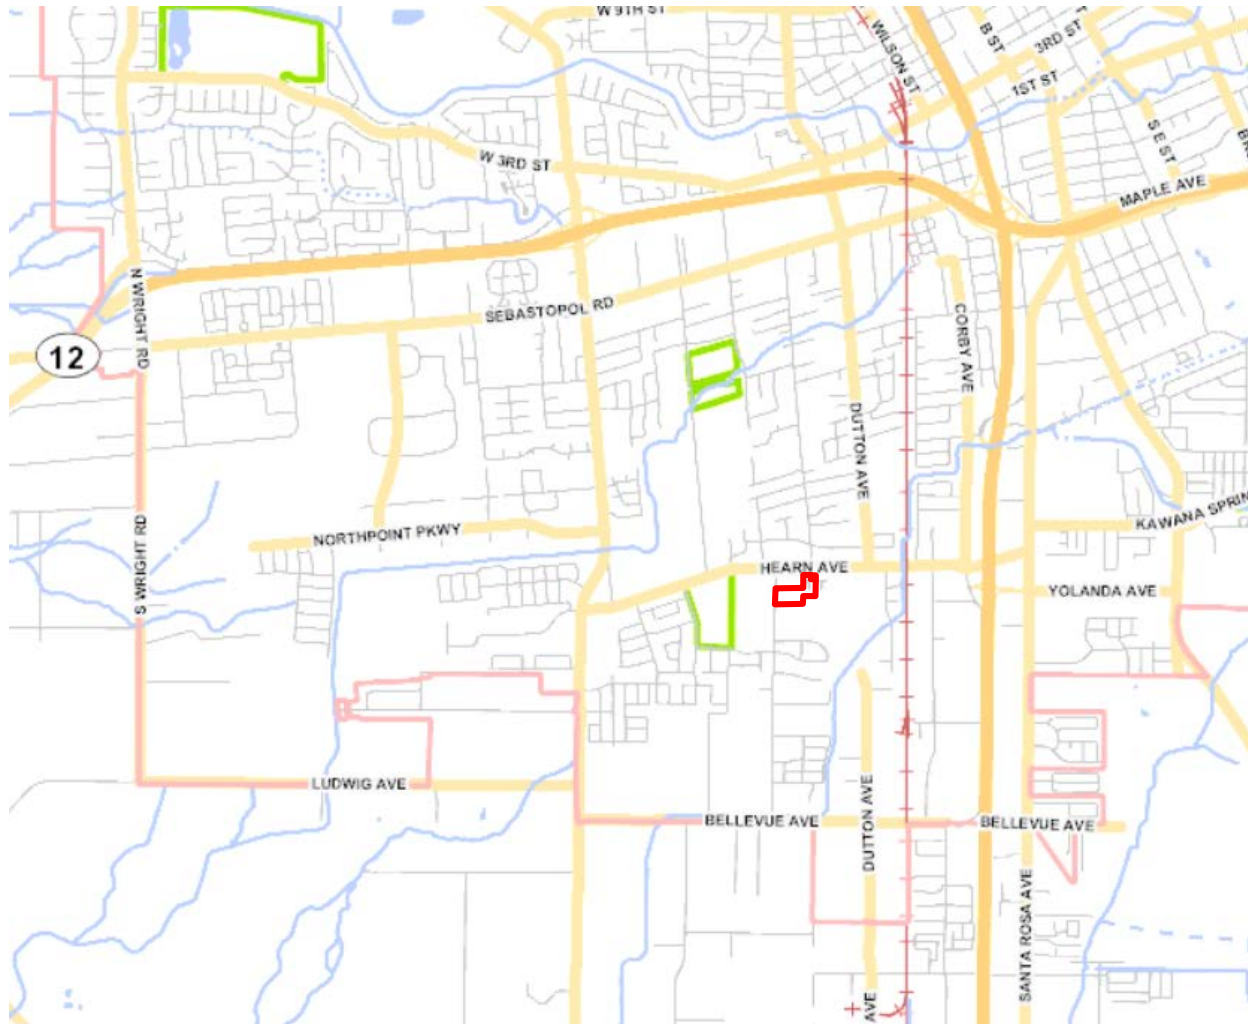 W 9TH ST
WILSON ST
B ST
3RD ST
1ST ST
S E ST
W 3RD ST
MAPLE AVE
N WRIGHT RD
SEBASTOPOL RD
12
CORBY AVE
DUTTON AVE
KAWANA SPRIN
NORTHPOINT PKWY
S WRIGHT RD
HEARN AVE
YOLANDA AVE
LUDWIG AVE
DUTTON AVE
BELLEVUE AVE
BELLEVUE AVE
SANTA ROSA AVE
AVE